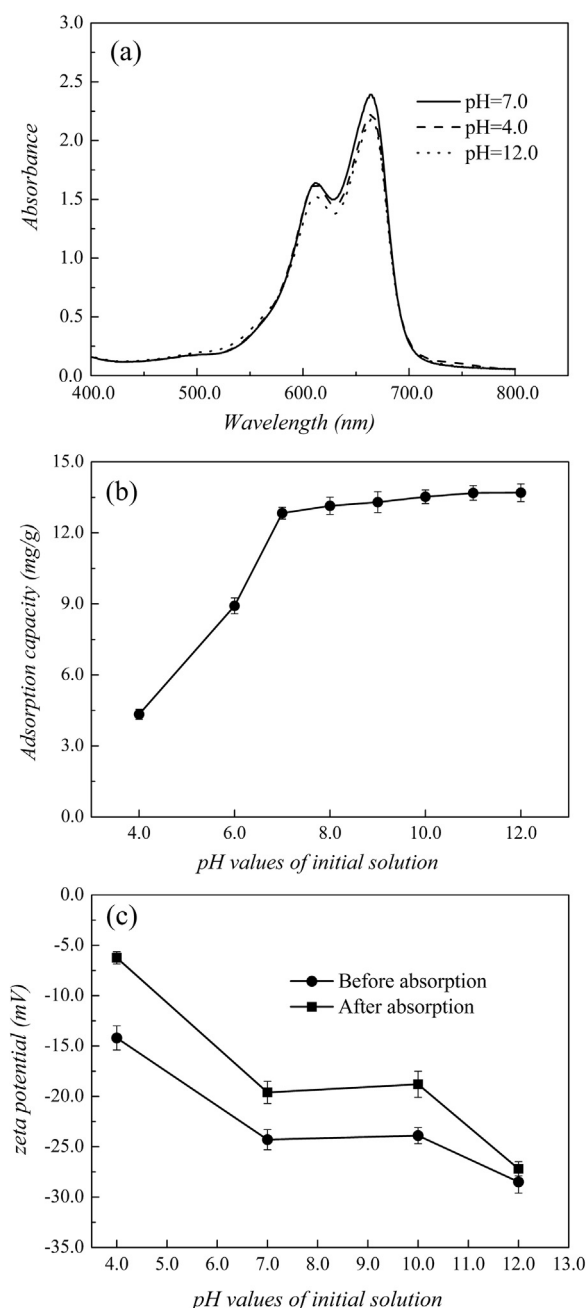 3.0
(a)
2.5
pH=7.0
2.0
pH=4.0
pH=12.0
1.5
Absorbance
1.0
0.5
0.0
400.0 500.0 600.0 700.0 800.0
Wavelength (nm)
15.0
(b)
12.0
9.0
Adsorption capacity (mg/g)
6.0
3.0
0.0
4.0 6.0 8.0 10.0 12.0
pH values of initial solution
0.0
(c)
-5.0
Before absorption
-10.0
After absorption
-15.0
zeta potential (mV)
-20.0
-25.0
-30.0
-35.0
4.0 5.0 6.0 7.0 8.0 9.0 10.0 11.0 12.0 13.0
pH values of initial solution